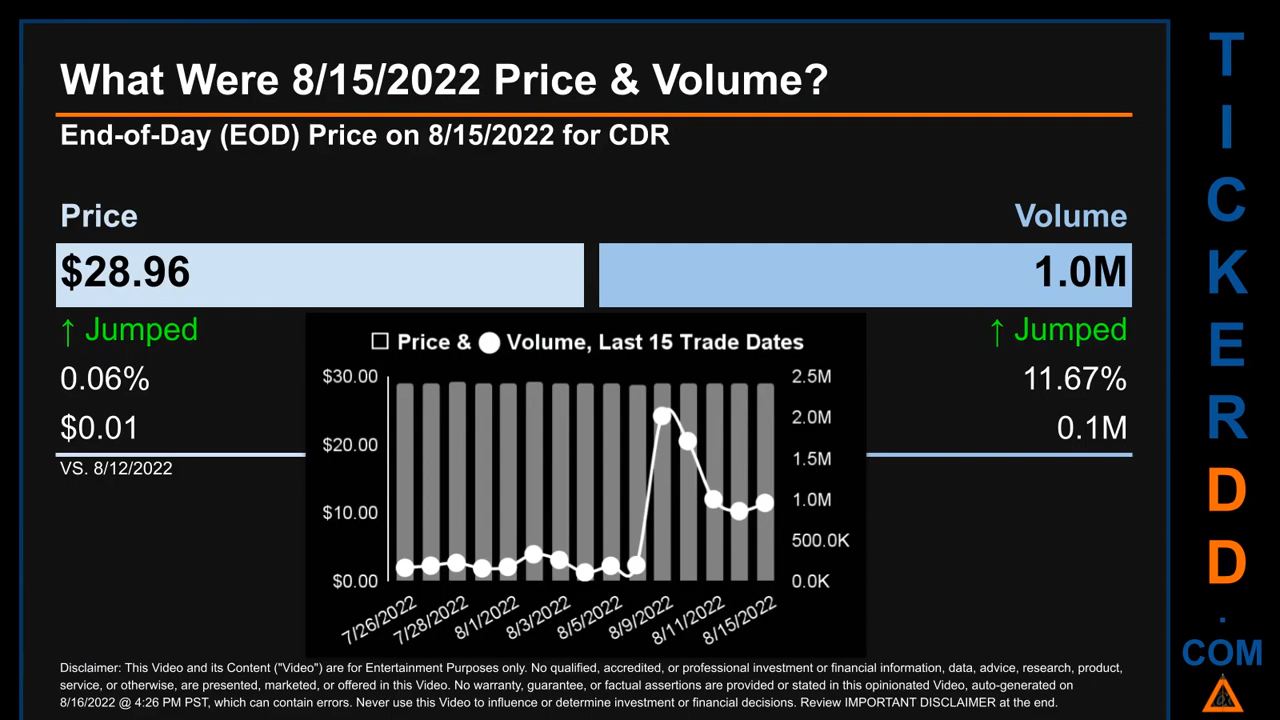 What Were 8/15/2022 Price & Volume?
End-of-Day (EOD) Price on 8/15/2022 for CDR
Price
Volume
$28.96
1.0M
↑ Jumped
↑ Jumped
0.06%
11.67%
$0.01
0.1M
VS. 8/12/2022
Price & Volume, Last 15 Trade Dates
$30.00
$20.00
$10.00
$0.00
2.5M
2.0M
1.5M
1.0M
500.0K
0.0K
7/26/2022
7/28/2022
8/1/2022
8/3/2022
8/5/2022
8/9/2022
8/11/2022
8/15/2022
Disclaimer: This Video and its Content ("Video") are for Entertainment Purposes only. No qualified, accredited, or professional investment or financial information, data, advice, research, product,
service, or otherwise, are presented, marketed, or offered in this Video. No warranty, guarantee, or factual assertions are provided or stated in this opinionated Video, auto-generated on
8/16/2022 @ 4:26 PM PST, which can contain errors. Never use this Video to influence or determine investment or financial decisions. Review IMPORTANT DISCLAIMER at the end.
TICKERDD
.
COM